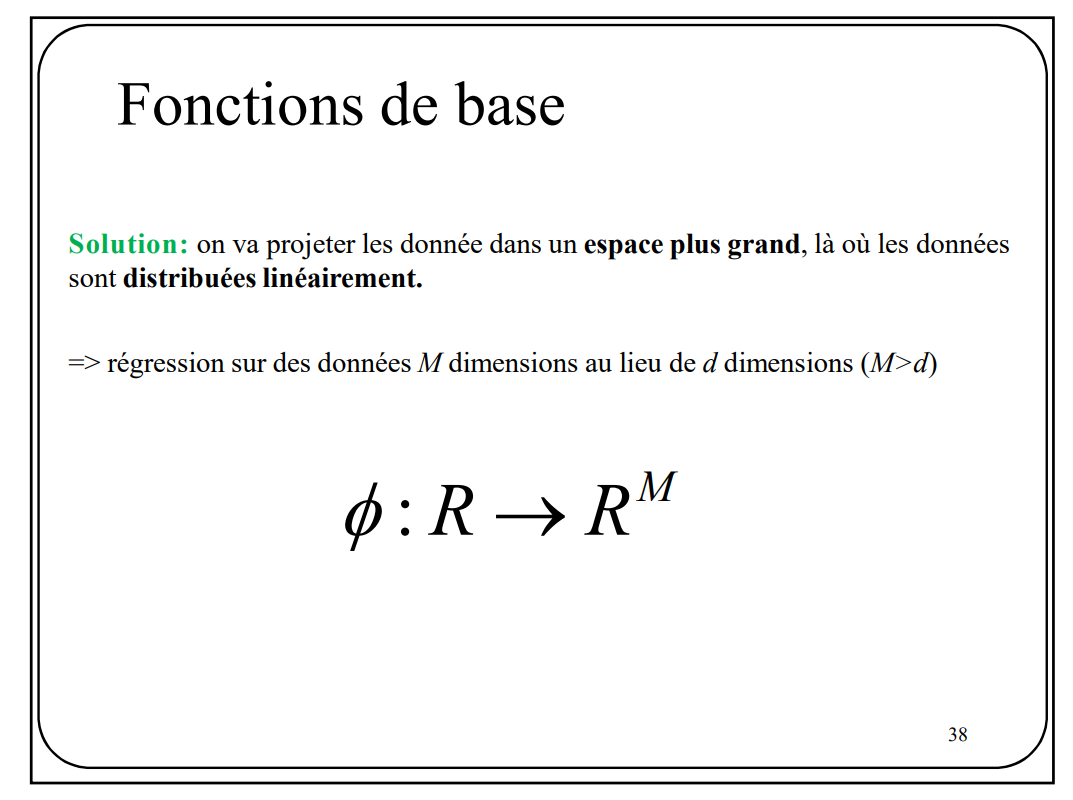 Fonctions de base
Solution: on va projeter les donnée dans un espace plus grand, là où les données
sont distribuées linéairement.
=> régression sur des données M dimensions au lieu de d dimensions (M>d)
ϕ : R → R^M
38